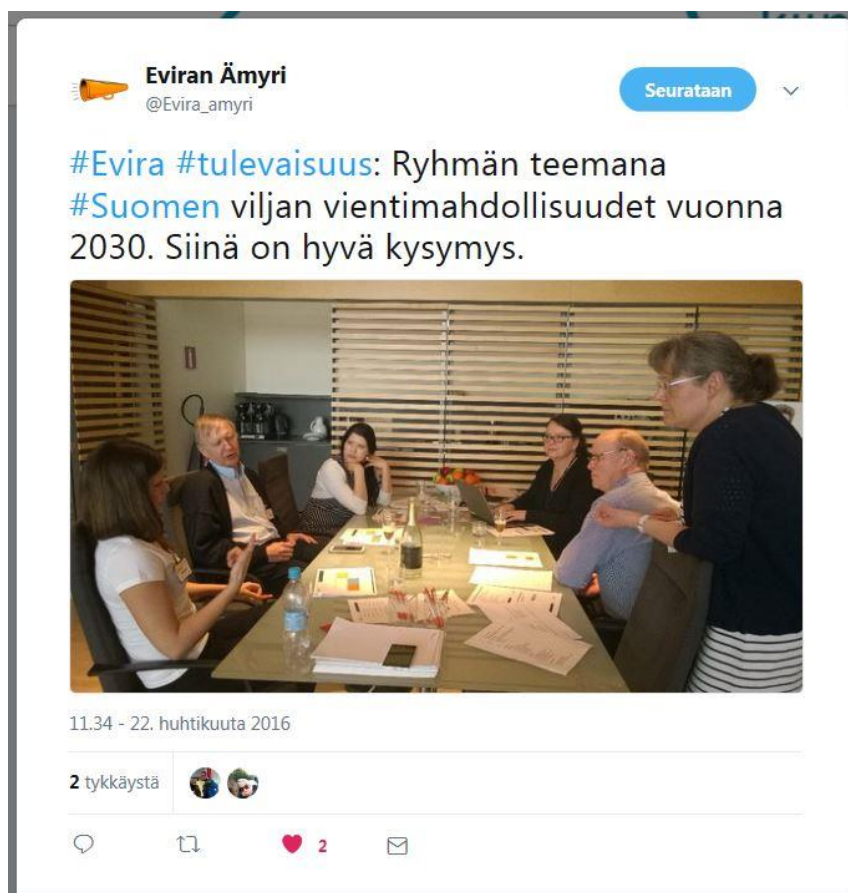 Eviran Ämyri
@Evira_amyri
Seurataan
#Evira #tulevaisuus: Ryhmän teemana
#Suomen viljan vientimahdollisuudet vuonna
2030. Siinä on hyvä kysymys.
11.34 - 22. huhtikuuta 2016
2 tykkäystä
2